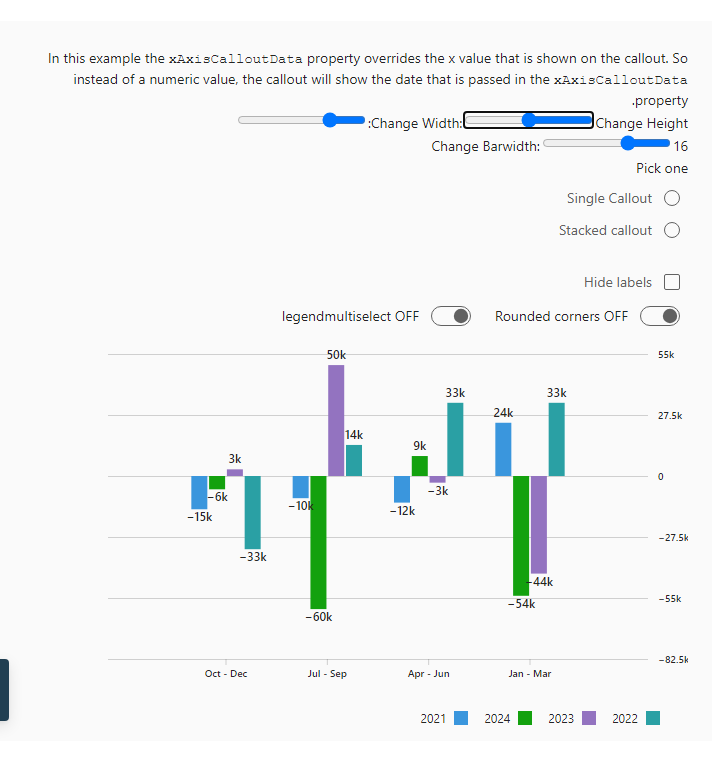 In this example the xAxisCalloutData property overrides the x value that is shown on the callout. So
instead of a numeric value, the callout will show the date that is passed in the xAxisCalloutData
.property
:Change Width: Change Height
Change Barwidth: 16
Pick one
Single Callout
Stacked callout
Hide labels
legendmultiselect OFF Rounded corners OFF
50k 55k
33k 33k
24k 27.5k
14k
9k
3k
0
−6k −3k
−10k −12k
−15k
−33k −27.5k
−44k
−54k −55k
−60k
−82.5k
Oct - Dec Jul - Sep Apr - Jun Jan - Mar
2021 2024 2023 2022